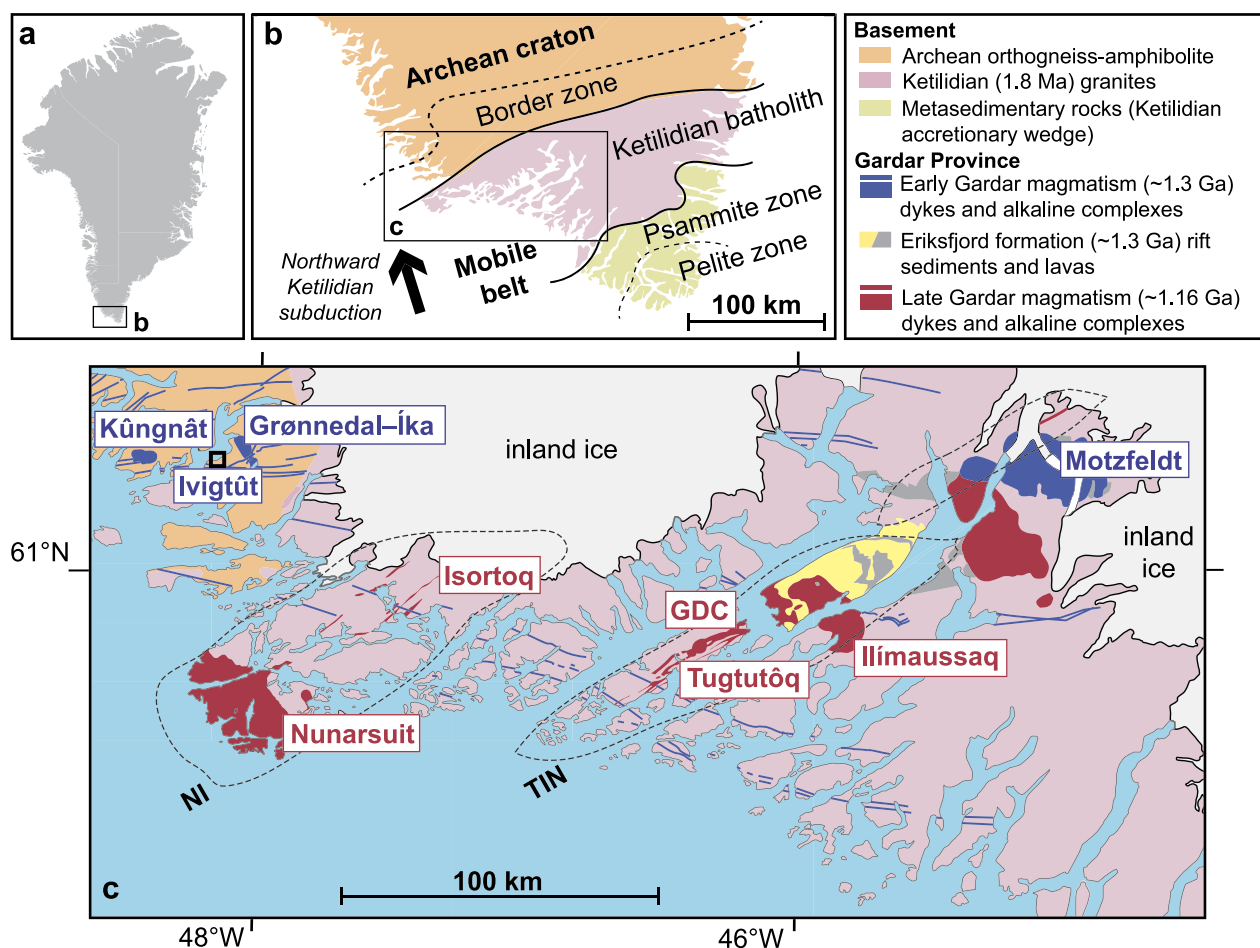 a
b
b
Archean craton
Border zone
Ketilidian batholith
c
Psammite zone
Pelite zone
Mobile
belt
Northward
Ketilidian
subduction
100 km
Basement
Archean orthogneiss-amphibolite
Ketilidian (1.8 Ma) granites
Metasedimentary rocks (Ketilidian
accretionary wedge)
Gardar Province
Early Gardar magmatism (~1.3 Ga)
dykes and alkaline complexes
Eriksfjord formation (~1.3 Ga) rift
sediments and lavas
Late Gardar magmatism (~1.16 Ga)
dykes and alkaline complexes
Kûngnât
Grønnedal–Íka
Ivigtût
inland ice
Motzfeldt
61°N
inland
ice
Isortoq
GDC
Ilímaussaq
Tugtutôq
Nunarsuit
NI
TIN
c
100 km
48°W
46°W